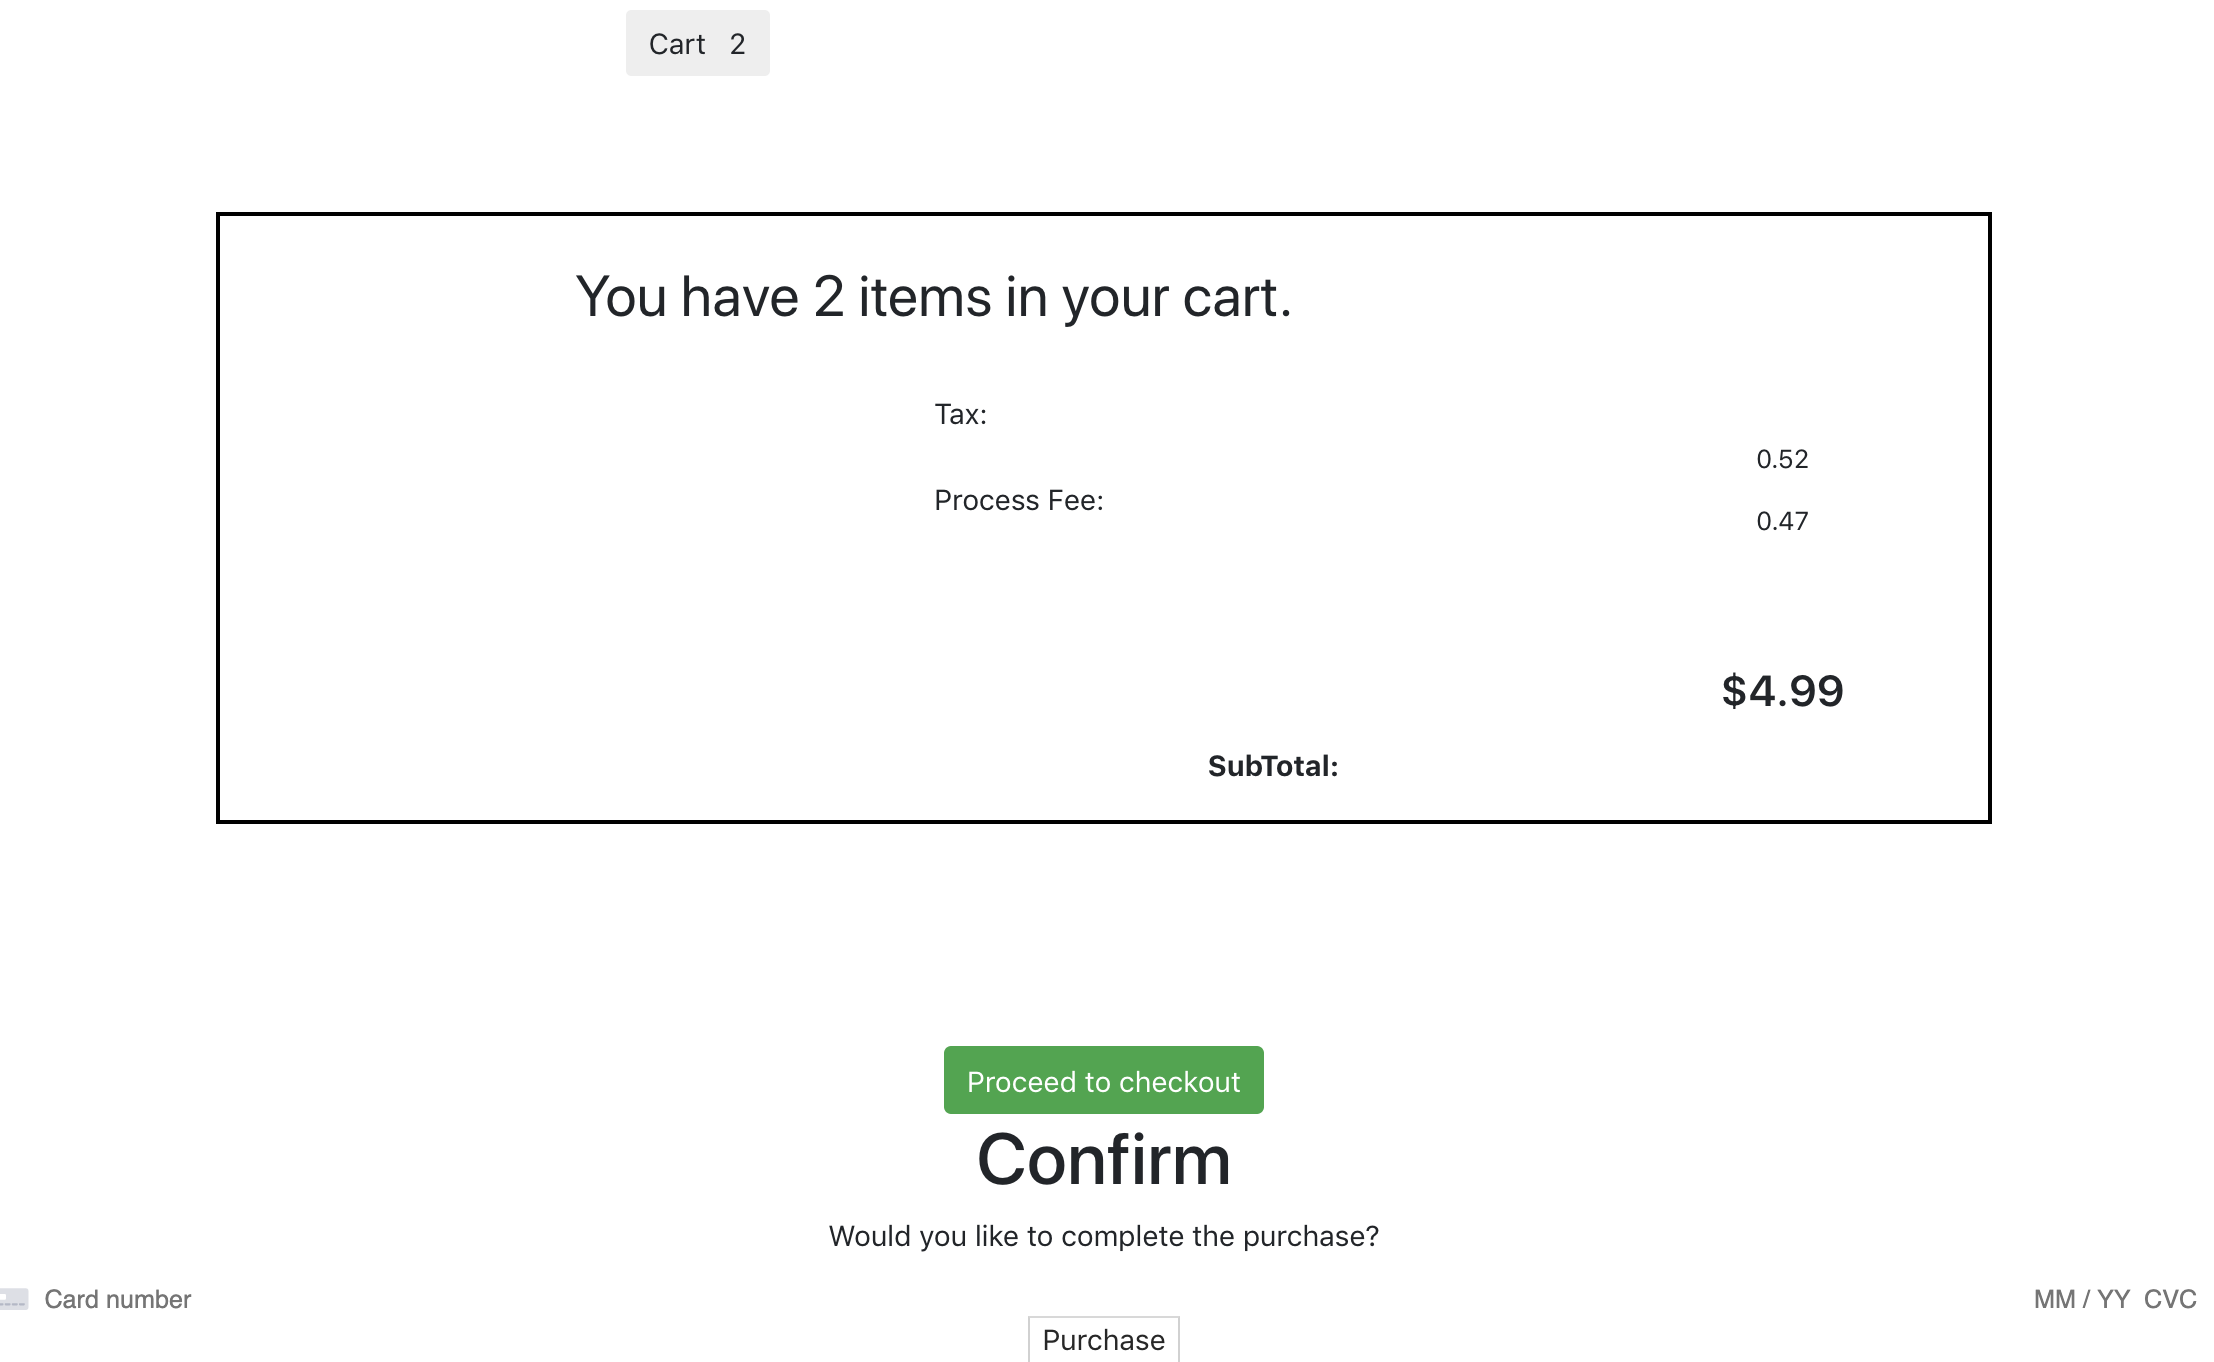 Cart 2
You have 2 items in your cart.
Tax:
0.52
Process Fee:
0.47
$4.99
SubTotal:
Proceed to checkout
Confirm
Would you like to complete the purchase?
Card number MM / YY CVC
Purchase